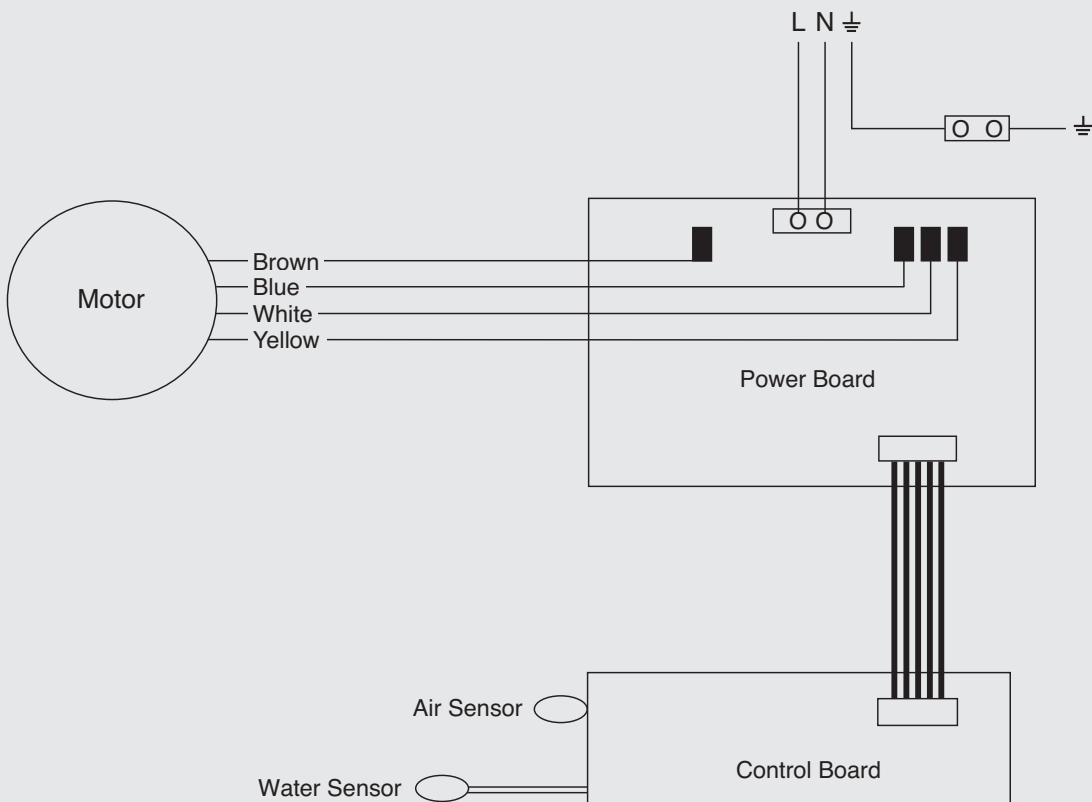 L N
Brown
Blue
White
Yellow
Motor
Power Board
Air Sensor
Control Board
Water Sensor